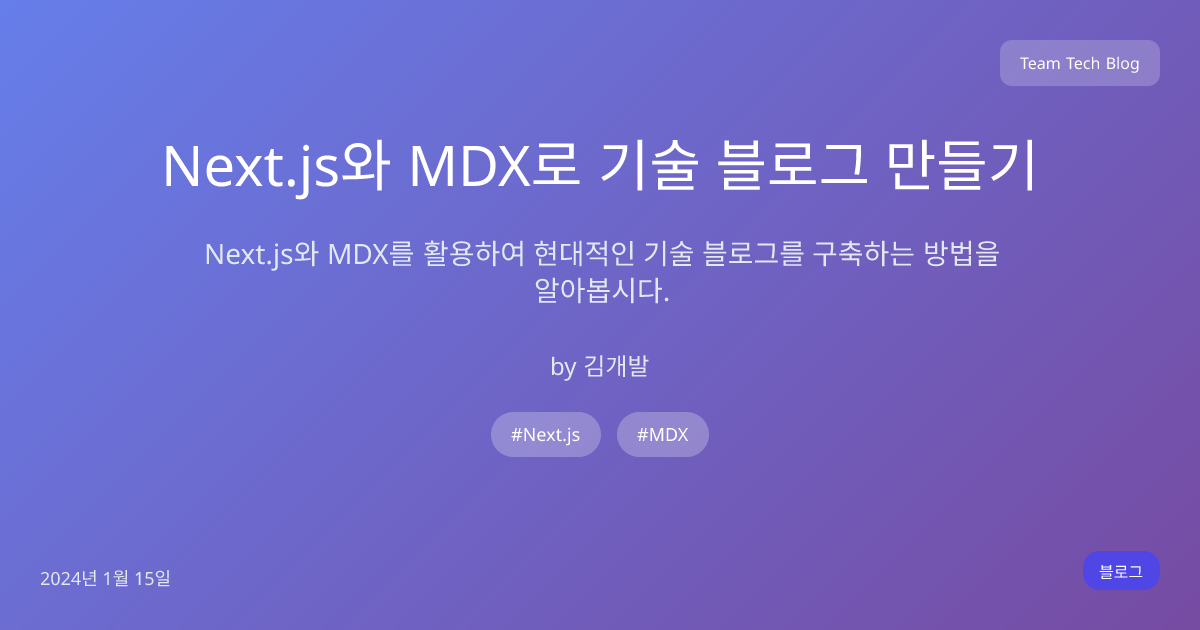 Team Tech Blog
Next.js와 MDX로 기술 블로그 만들기
Next.js와 MDX를 활용하여 현대적인 기술 블로그를 구축하는 방법을
알아봅시다.
by 김개발
#Next.js #MDX
2024년 1월 15일
블로그